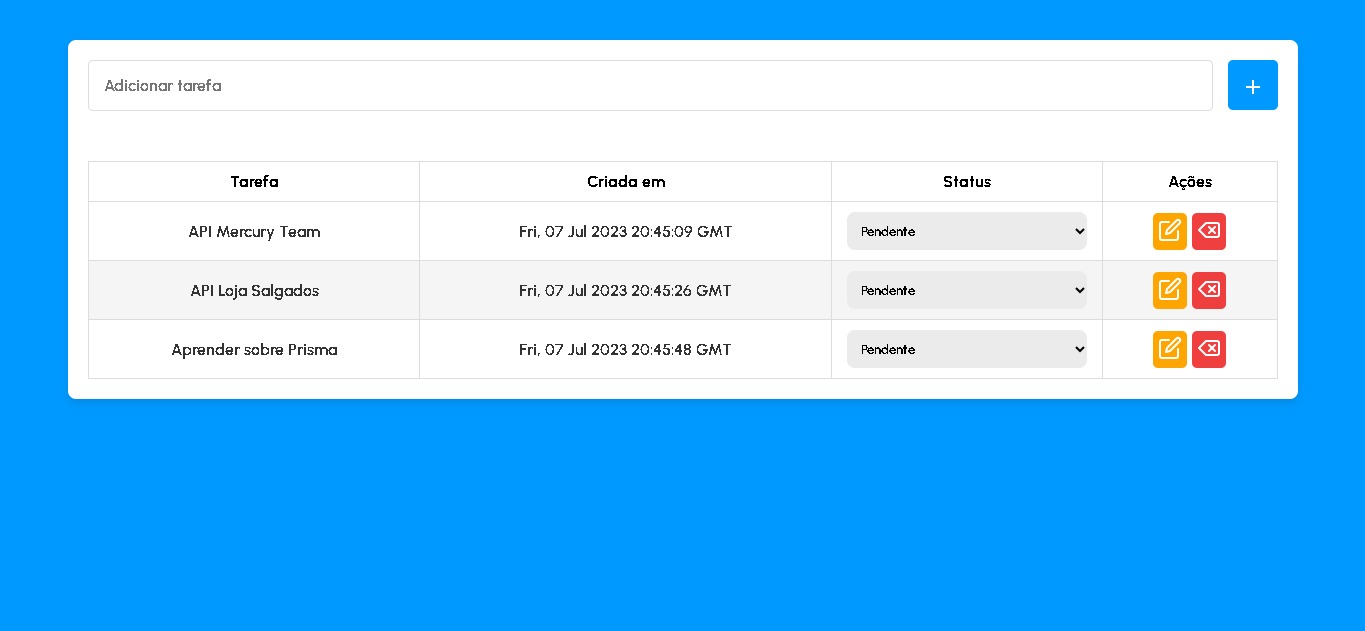 Adicionar tarefa
+
Tarefa Criada em Status Ações
API Mercury Team Fri, 07 Jul 2023 20:45:09 GMT Pendente
API Loja Salgados Fri, 07 Jul 2023 20:45:26 GMT Pendente
Aprender sobre Prisma Fri, 07 Jul 2023 20:45:48 GMT Pendente